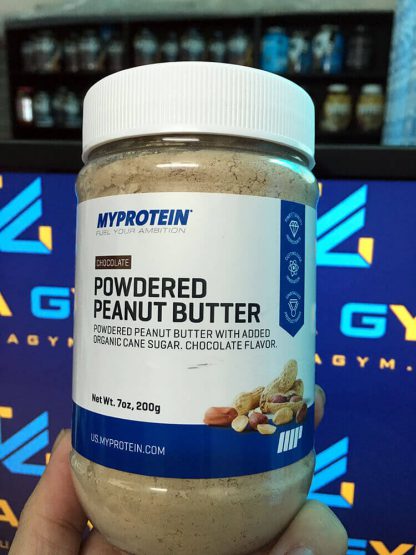 MYPROTEIN
FUEL YOUR AMBITION
CHOCOLATE
POWDERED
PEANUT BUTTER
POWDERED PEANUT BUTTER WITH ADDED
ORGANIC CANE SUGAR. CHOCOLATE FLAVOR.
Net Wt. 7oz, 200g
US.MYPROTEIN.COM